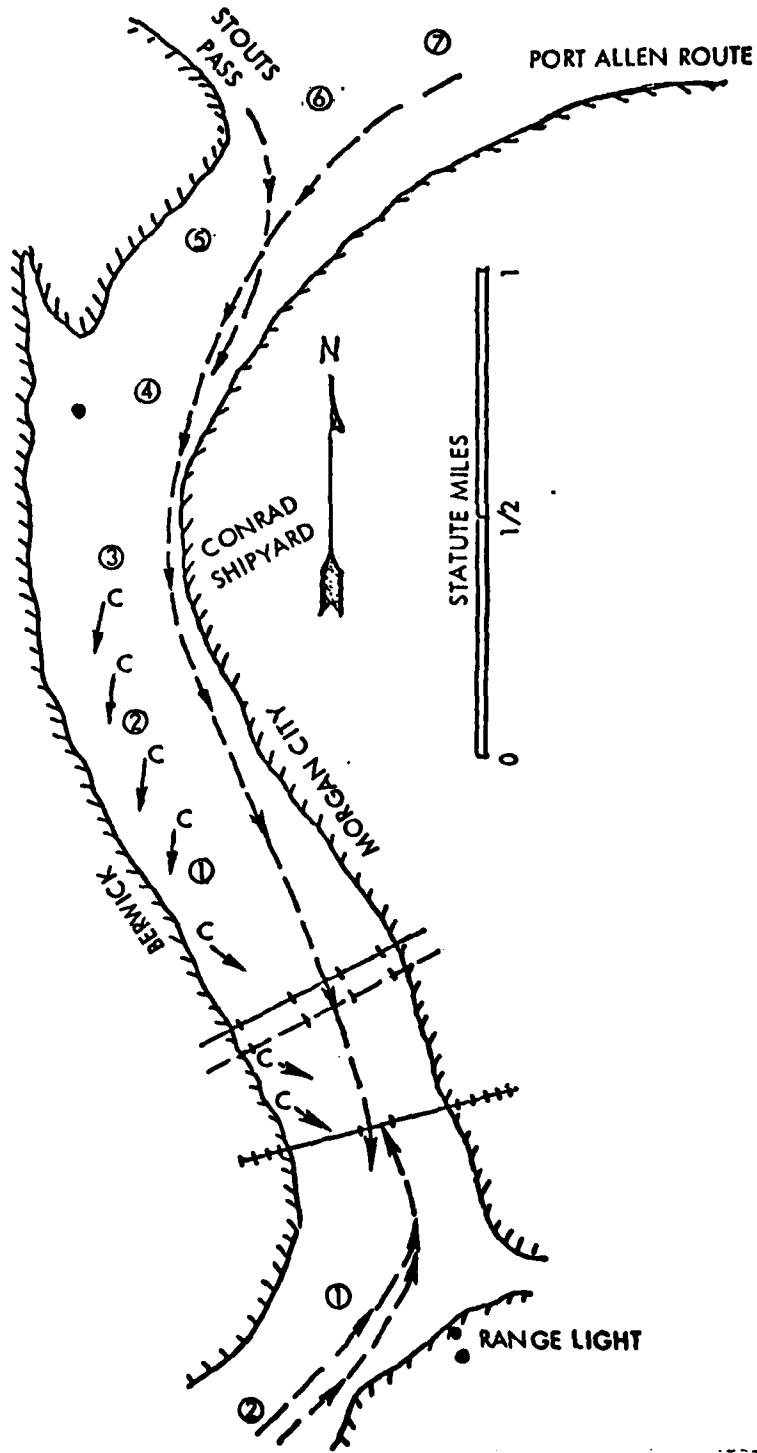 STOUTS
PASS
⑦
PORT ALLEN ROUTE
⑥
⑤
1
N
④
STATUTE MILES
1/2
CONRAD
SHIPYARD
③
C
C
②
MORGAN CITY
C
0
C
①
BERWICK
C
C
C
①
RANGE LIGHT
②